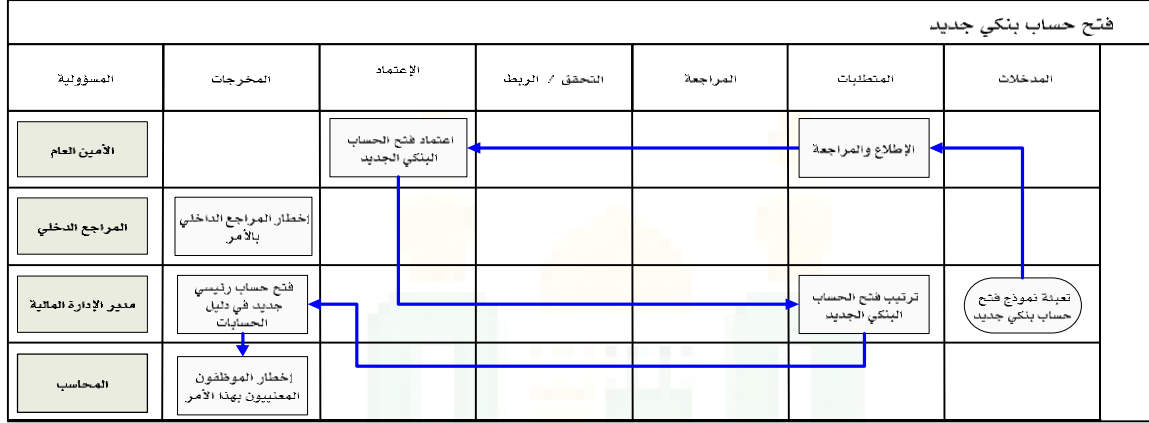 فتح حساب بنكي جديد
المدخلات
المتطلبات
المراجعة
التحقق / الربط
الإعتماد
المخرجات
المسؤولية
الإطلاع والمراجعة
اعتماد فتح الحساب
البنكي الجديد
الأمين العام
إخطار المراجع الداخلي
بالأمر
المراجع الدخلي
تعبئة نموذج فتح
حساب بنكي جديد
ترتيب فتح الحساب
البنكي الجديد
فتح حساب رئيسي
جديد في دليل
الحسابات
مدير الإدارة المالية
إخطار الموظفون
المعنييون بهذا الأمر
المحاسب